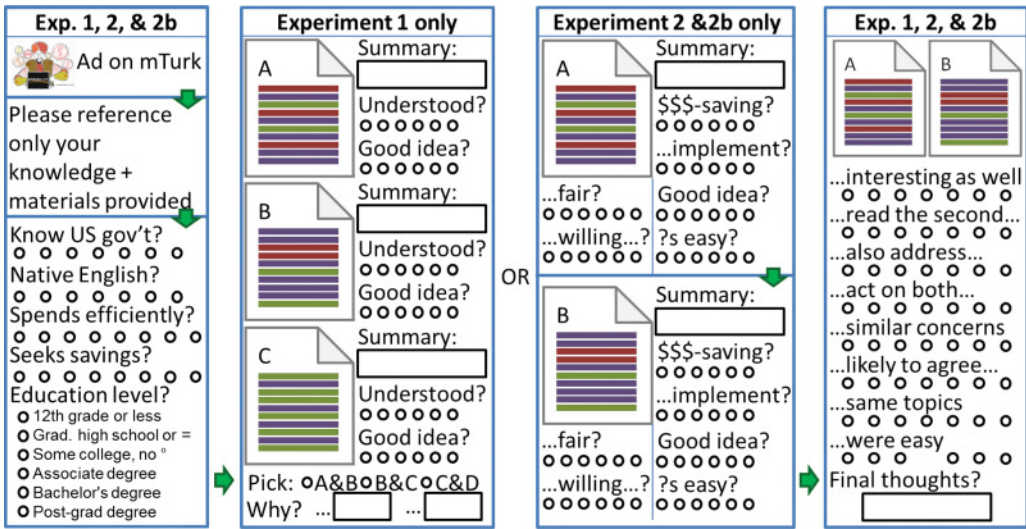 Exp. 1, 2, & 2b
Ad on mTurk
Please reference
only your
knowledge +
materials provided
Know US gov't?
Native English?
Spends efficiently?
Seeks savings?
Education level?
12th grade or less
Grad. high school or =
Some college, no °
Associate degree
Bachelor's degree
Post-grad degree
Experiment 1 only
A
Summary:
Understood?
Good idea?
B
Summary:
Understood?
Good idea?
C
Summary:
Understood?
Good idea?
Pick: A&B B&C C&D
Why? ... ...
OR
Experiment 2 &2b only
A
Summary:
$$$-saving?
...implement?
...fair? Good idea?
...willing...? ?s easy?
B
Summary:
$$$-saving?
...implement?
...fair? Good idea?
...willing...? ?s easy?
Exp. 1, 2, & 2b
A B
...interesting as well
...read the second...
...also address...
...act on both...
...similar concerns
...likely to agree...
...same topics
...were easy
Final thoughts?